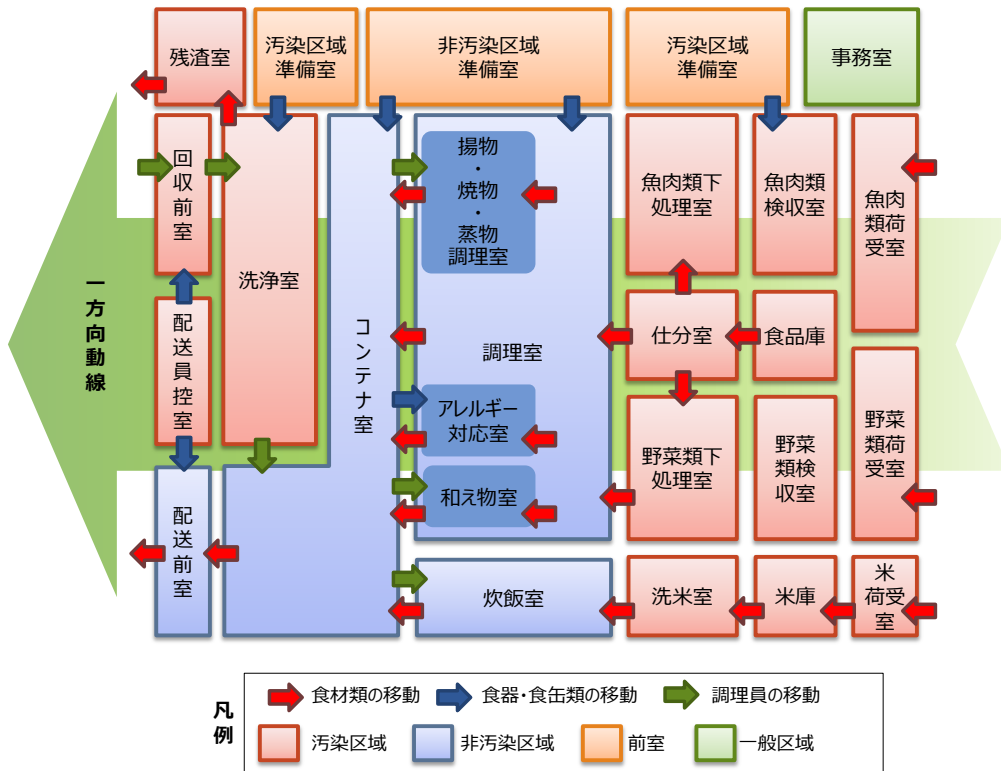 残渣室
汚染区域
準備室
非汚染区域
準備室
汚染区域
準備室
事務室
回収前室
洗浄室
コンテナ室
揚物
・
焼物
・
蒸物
調理室
魚肉類下
処理室
魚肉類
検収室
魚肉
類荷
受室
一方向動線
配送員控室
調理室
仕分室
食品庫
アレルギー
対応室
和え物室
野菜類下
処理室
野菜
類検
収室
野菜
類荷
受室
配送前室
炊飯室
洗米室
米庫
米
荷受
室
凡例
食材類の移動
食器・食缶類の移動
調理員の移動
汚染区域
非汚染区域
前室
一般区域